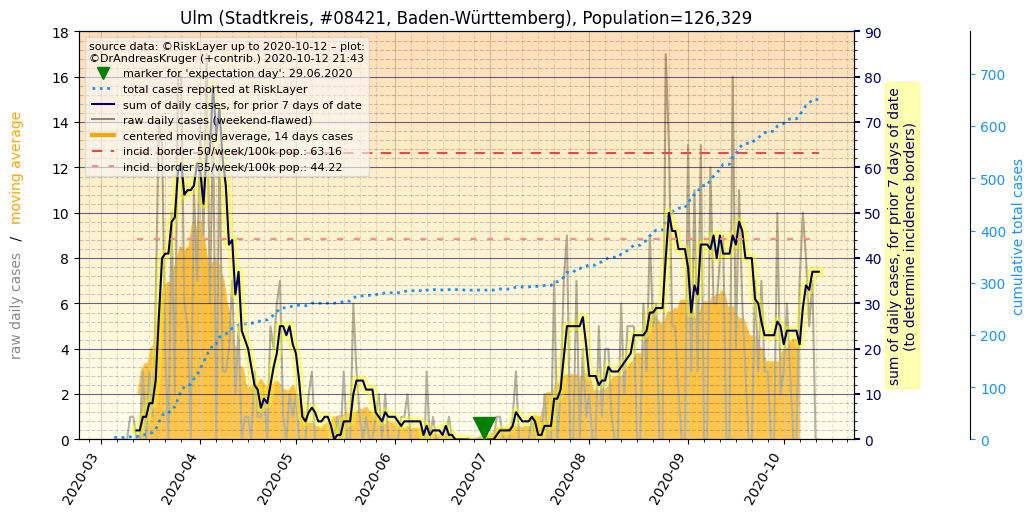 Ulm (Stadtkreis, #08421, Baden-Württemberg), Population=126,329
source data: ©RiskLayer up to 2020-10-12 – plot:
©DrAndreasKruger (+contrib.) 2020-10-12 21:43
marker for 'expectation day': 29.06.2020
total cases reported at RiskLayer
sum of daily cases, for prior 7 days of date
raw daily cases (weekend-flawed)
centered moving average, 14 days cases
incid. border 50/week/100k pop.: 63.16
incid. border 35/week/100k pop.: 44.22
raw daily cases / moving average
18
16
14
12
10
8
6
4
2
0
90
80
70
60
50
40
30
20
10
0
sum of daily cases, for prior 7 days of date
(to determine incidence borders)
700
600
500
400
300
200
100
0
cumulative total cases
2020-03
2020-04
2020-05
2020-06
2020-07
2020-08
2020-09
2020-10